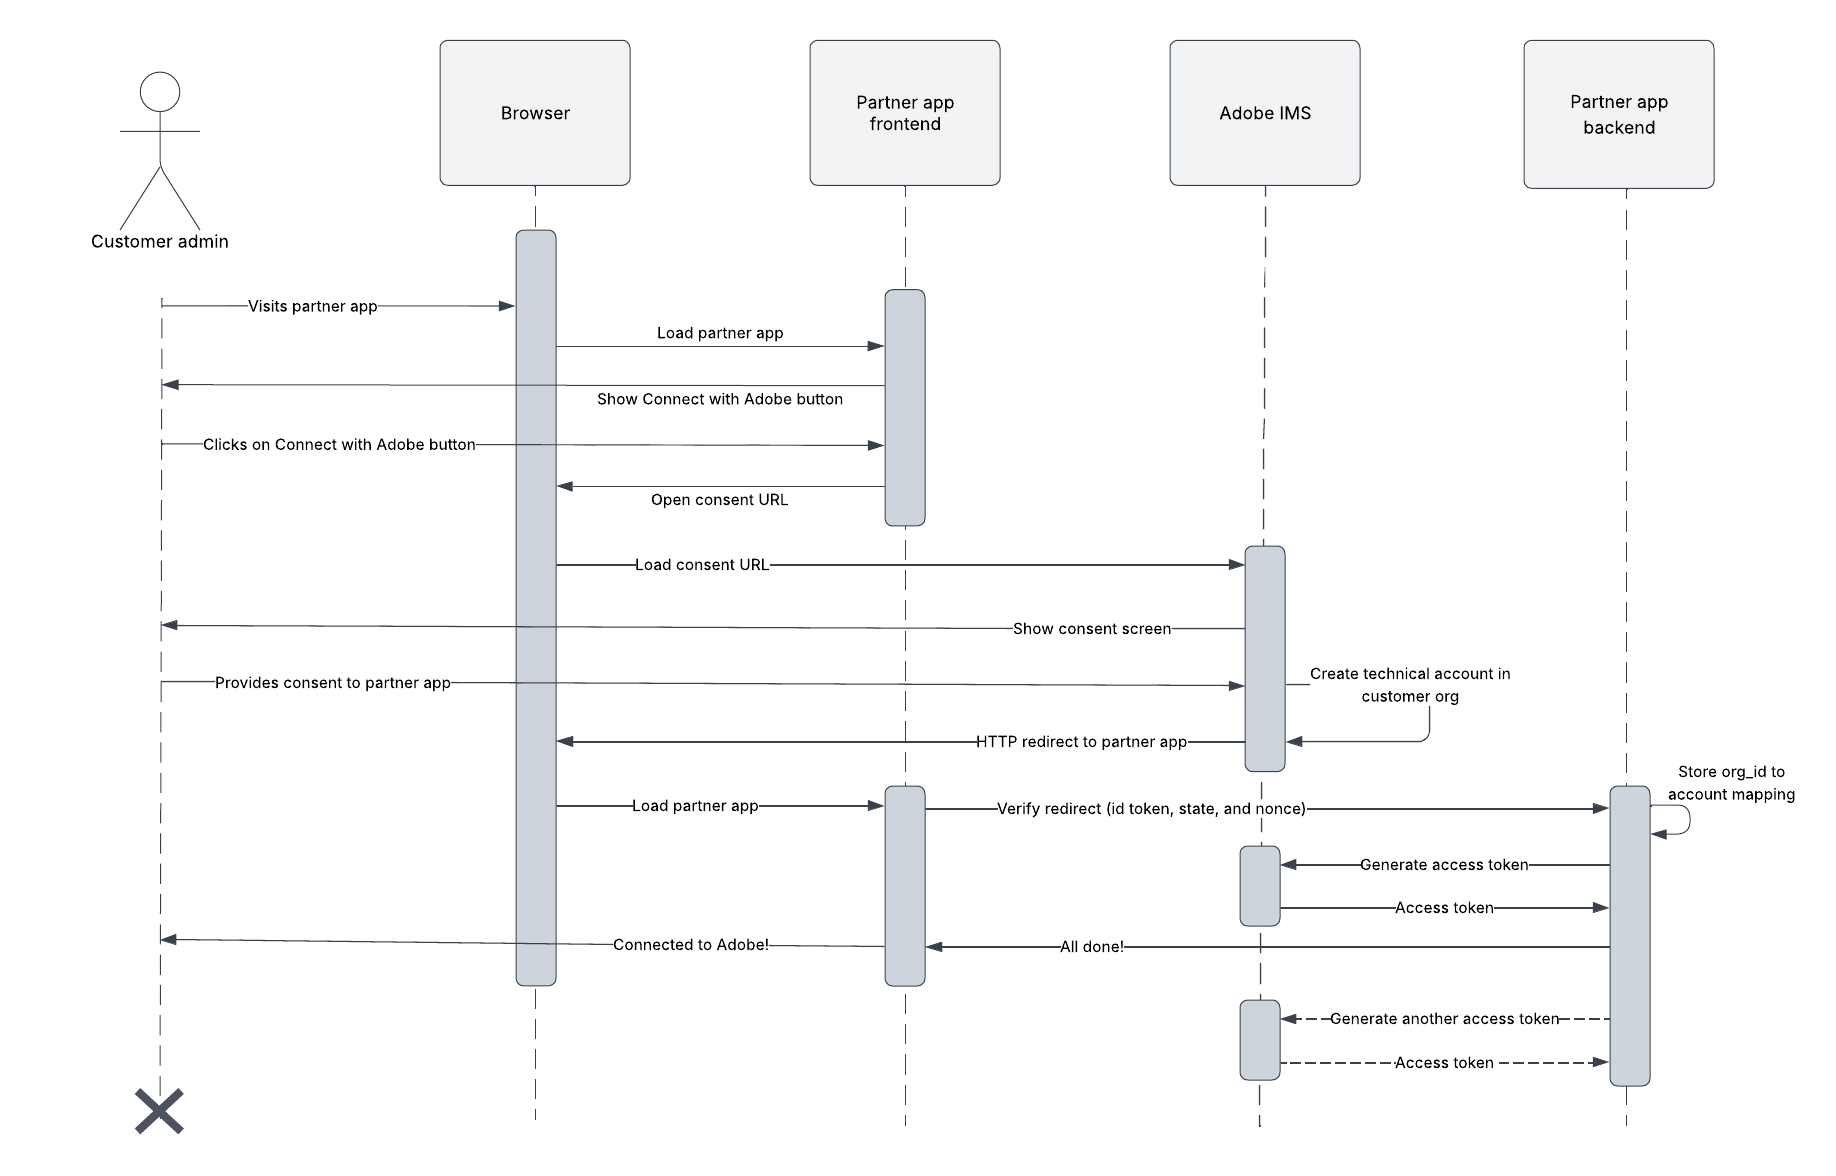 Browser
Partner app
frontend
Adobe IMS
Partner app
backend
Customer admin
Visits partner app
Load partner app
Show Connect with Adobe button
Clicks on Connect with Adobe button
Open consent URL
Load consent URL
Show consent screen
Provides consent to partner app
Create technical account in
customer org
HTTP redirect to partner app
Store org_id to
account mapping
Load partner app
Verify redirect (id token, state, and nonce)
Generate access token
Access token
Connected to Adobe!
All done!
Generate another access token
Access token